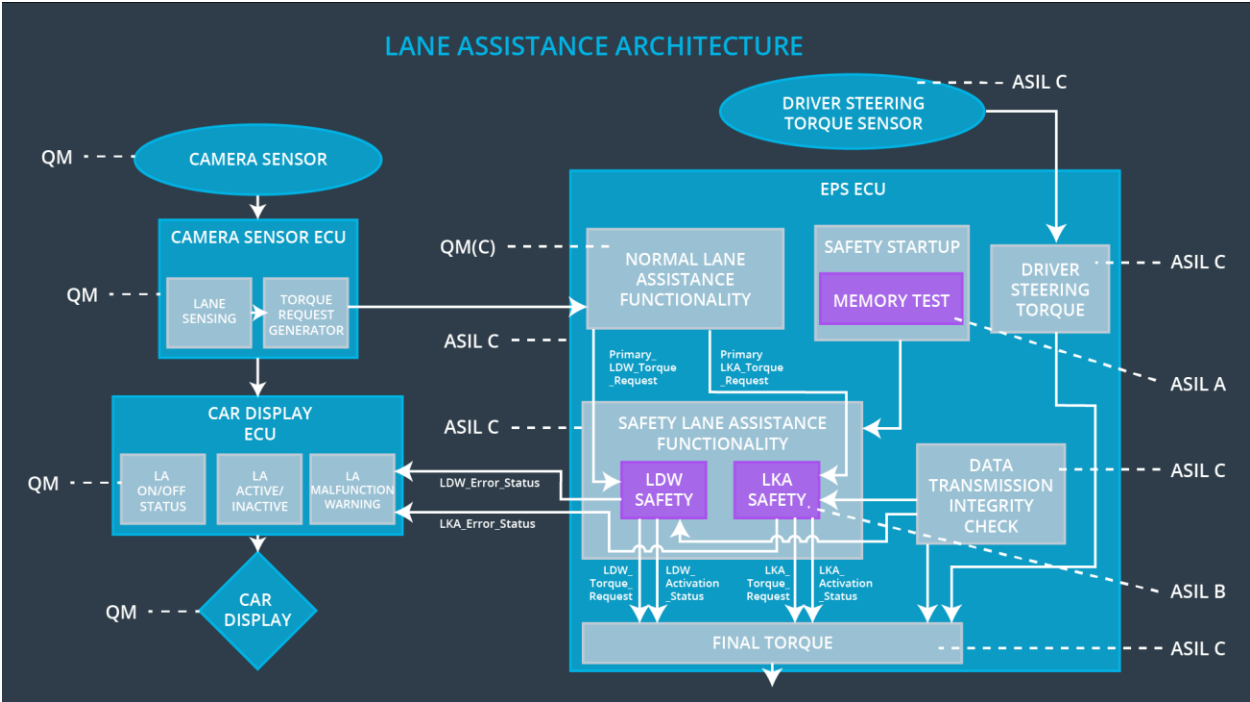 LANE ASSISTANCE ARCHITECTURE
ASIL C
DRIVER STEERING
TORQUE SENSOR
QM
CAMERA SENSOR
EPS ECU
CAMERA SENSOR ECU
QM(C)
NORMAL LANE
ASSISTANCE
FUNCTIONALITY
SAFETY STARTUP
MEMORY TEST
DRIVER
STEERING
TORQUE
ASIL C
QM
LANE
SENSING
TORQUE
REQUEST
GENERATOR
ASIL C
Primary_
LDW_Torque
_Request
Primary
LKA_Torque
_Request
ASIL A
CAR DISPLAY
ECU
ASIL C
SAFETY LANE ASSISTANCE
FUNCTIONALITY
QM
LA
ON/OFF
STATUS
LA
ACTIVE/
INACTIVE
LA
MALFUNCTION
WARNING
LDW_Error_Status
LKA_Error_Status
LDW
SAFETY
LKA
SAFETY
DATA
TRANSMISSION
INTEGRITY
CHECK
ASIL C
LDW_
Torque_
Request
LDW_
Activation
_Status
LKA_
Torque_
Request
LKA_
Activation
_Status
ASIL B
QM
CAR
DISPLAY
FINAL TORQUE
ASIL C